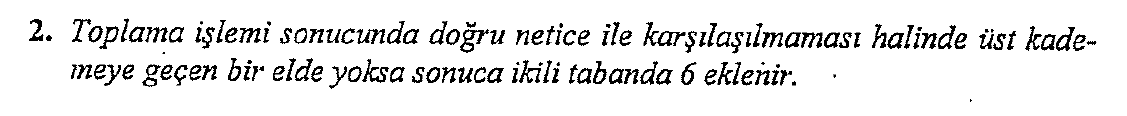 2. Toplama işlemi sonucunda doğru netice ile karşılaşılmaması halinde üst kade-
meye geçen bir elde yoksa sonuca ikili tabanda 6 eklenir.